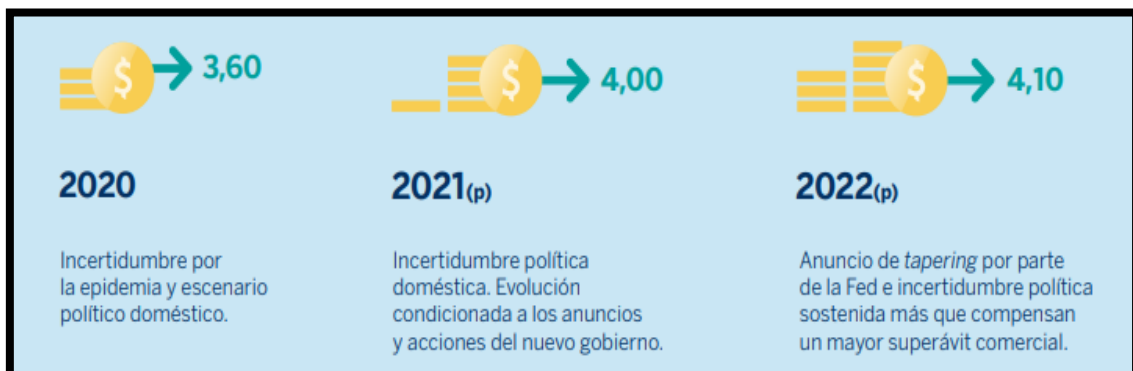 $ → 3,60
2020
Incertidumbre por
la epidemia y escenario
político doméstico.
$ → 4,00
2021(p)
Incertidumbre política
doméstica. Evolución
condicionada a los anuncios
y acciones del nuevo gobierno.
$ → 4,10
2022(p)
Anuncio de tapering por parte
de la Fed e incertidumbre política
sostenida más que compensan
un mayor superávit comercial.